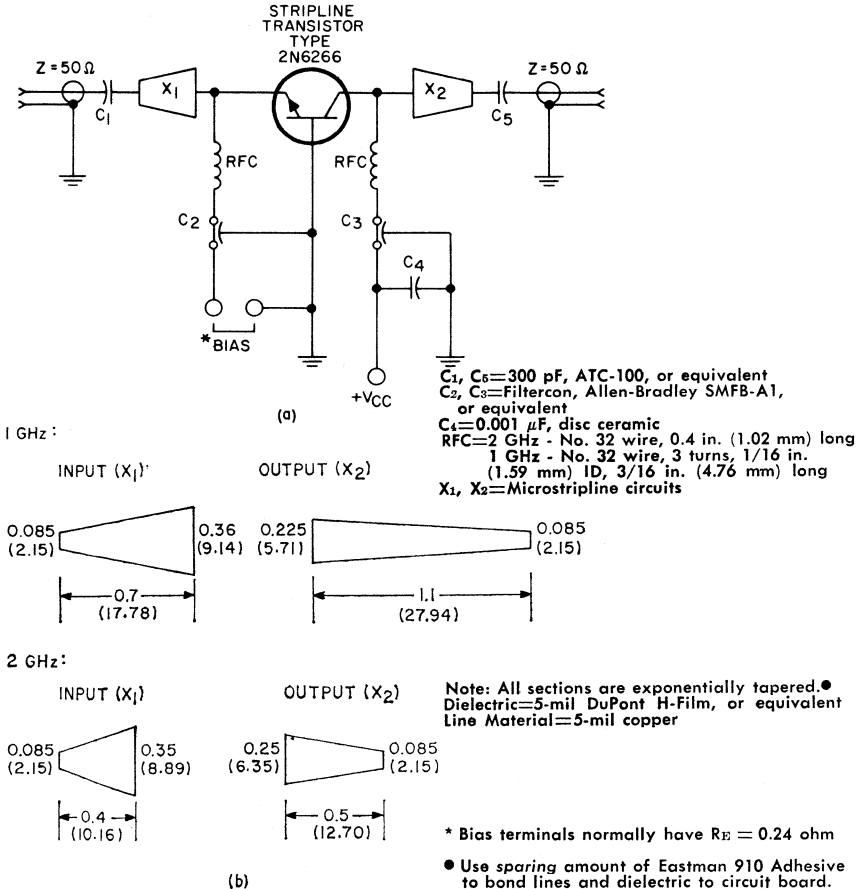 STRIPLINE
TRANSISTOR
TYPE
2N6266
Z=50Ω
Z=50Ω
C1
X1
X2
C5
RFC
RFC
C2
C3
C4
*BIAS
+VCC
(a)
C1, C5=300 pF, ATC-100, or equivalent
C2, C3=Filtercon, Allen-Bradley SMFB-A1,
or equivalent
C4=0.001 µF, disc ceramic
RFC=2 GHz - No. 32 wire, 0.4 in. (1.02 mm) long
1 GHz - No. 32 wire, 3 turns, 1/16 in.
(1.59 mm) ID, 3/16 in. (4.76 mm) long
X1, X2=Microstripline circuits
1 GHz:
INPUT (X1)
OUTPUT (X2)
0.085
(2.15)
0.36
(9.14)
0.225
(5.71)
0.085
(2.15)
0.7
(17.78)
1.1
(27.94)
2 GHz:
INPUT (X1)
OUTPUT (X2)
0.085
(2.15)
0.35
(8.89)
0.25
(6.35)
0.085
(2.15)
0.4
(10.16)
0.5
(12.70)
Note: All sections are exponentially tapered.●
Dielectric=5-mil DuPont H-Film, or equivalent
Line Material=5-mil copper
* Bias terminals normally have RE = 0.24 ohm
● Use sparing amount of Eastman 910 Adhesive
to bond lines and dielectric to circuit board.
(b)